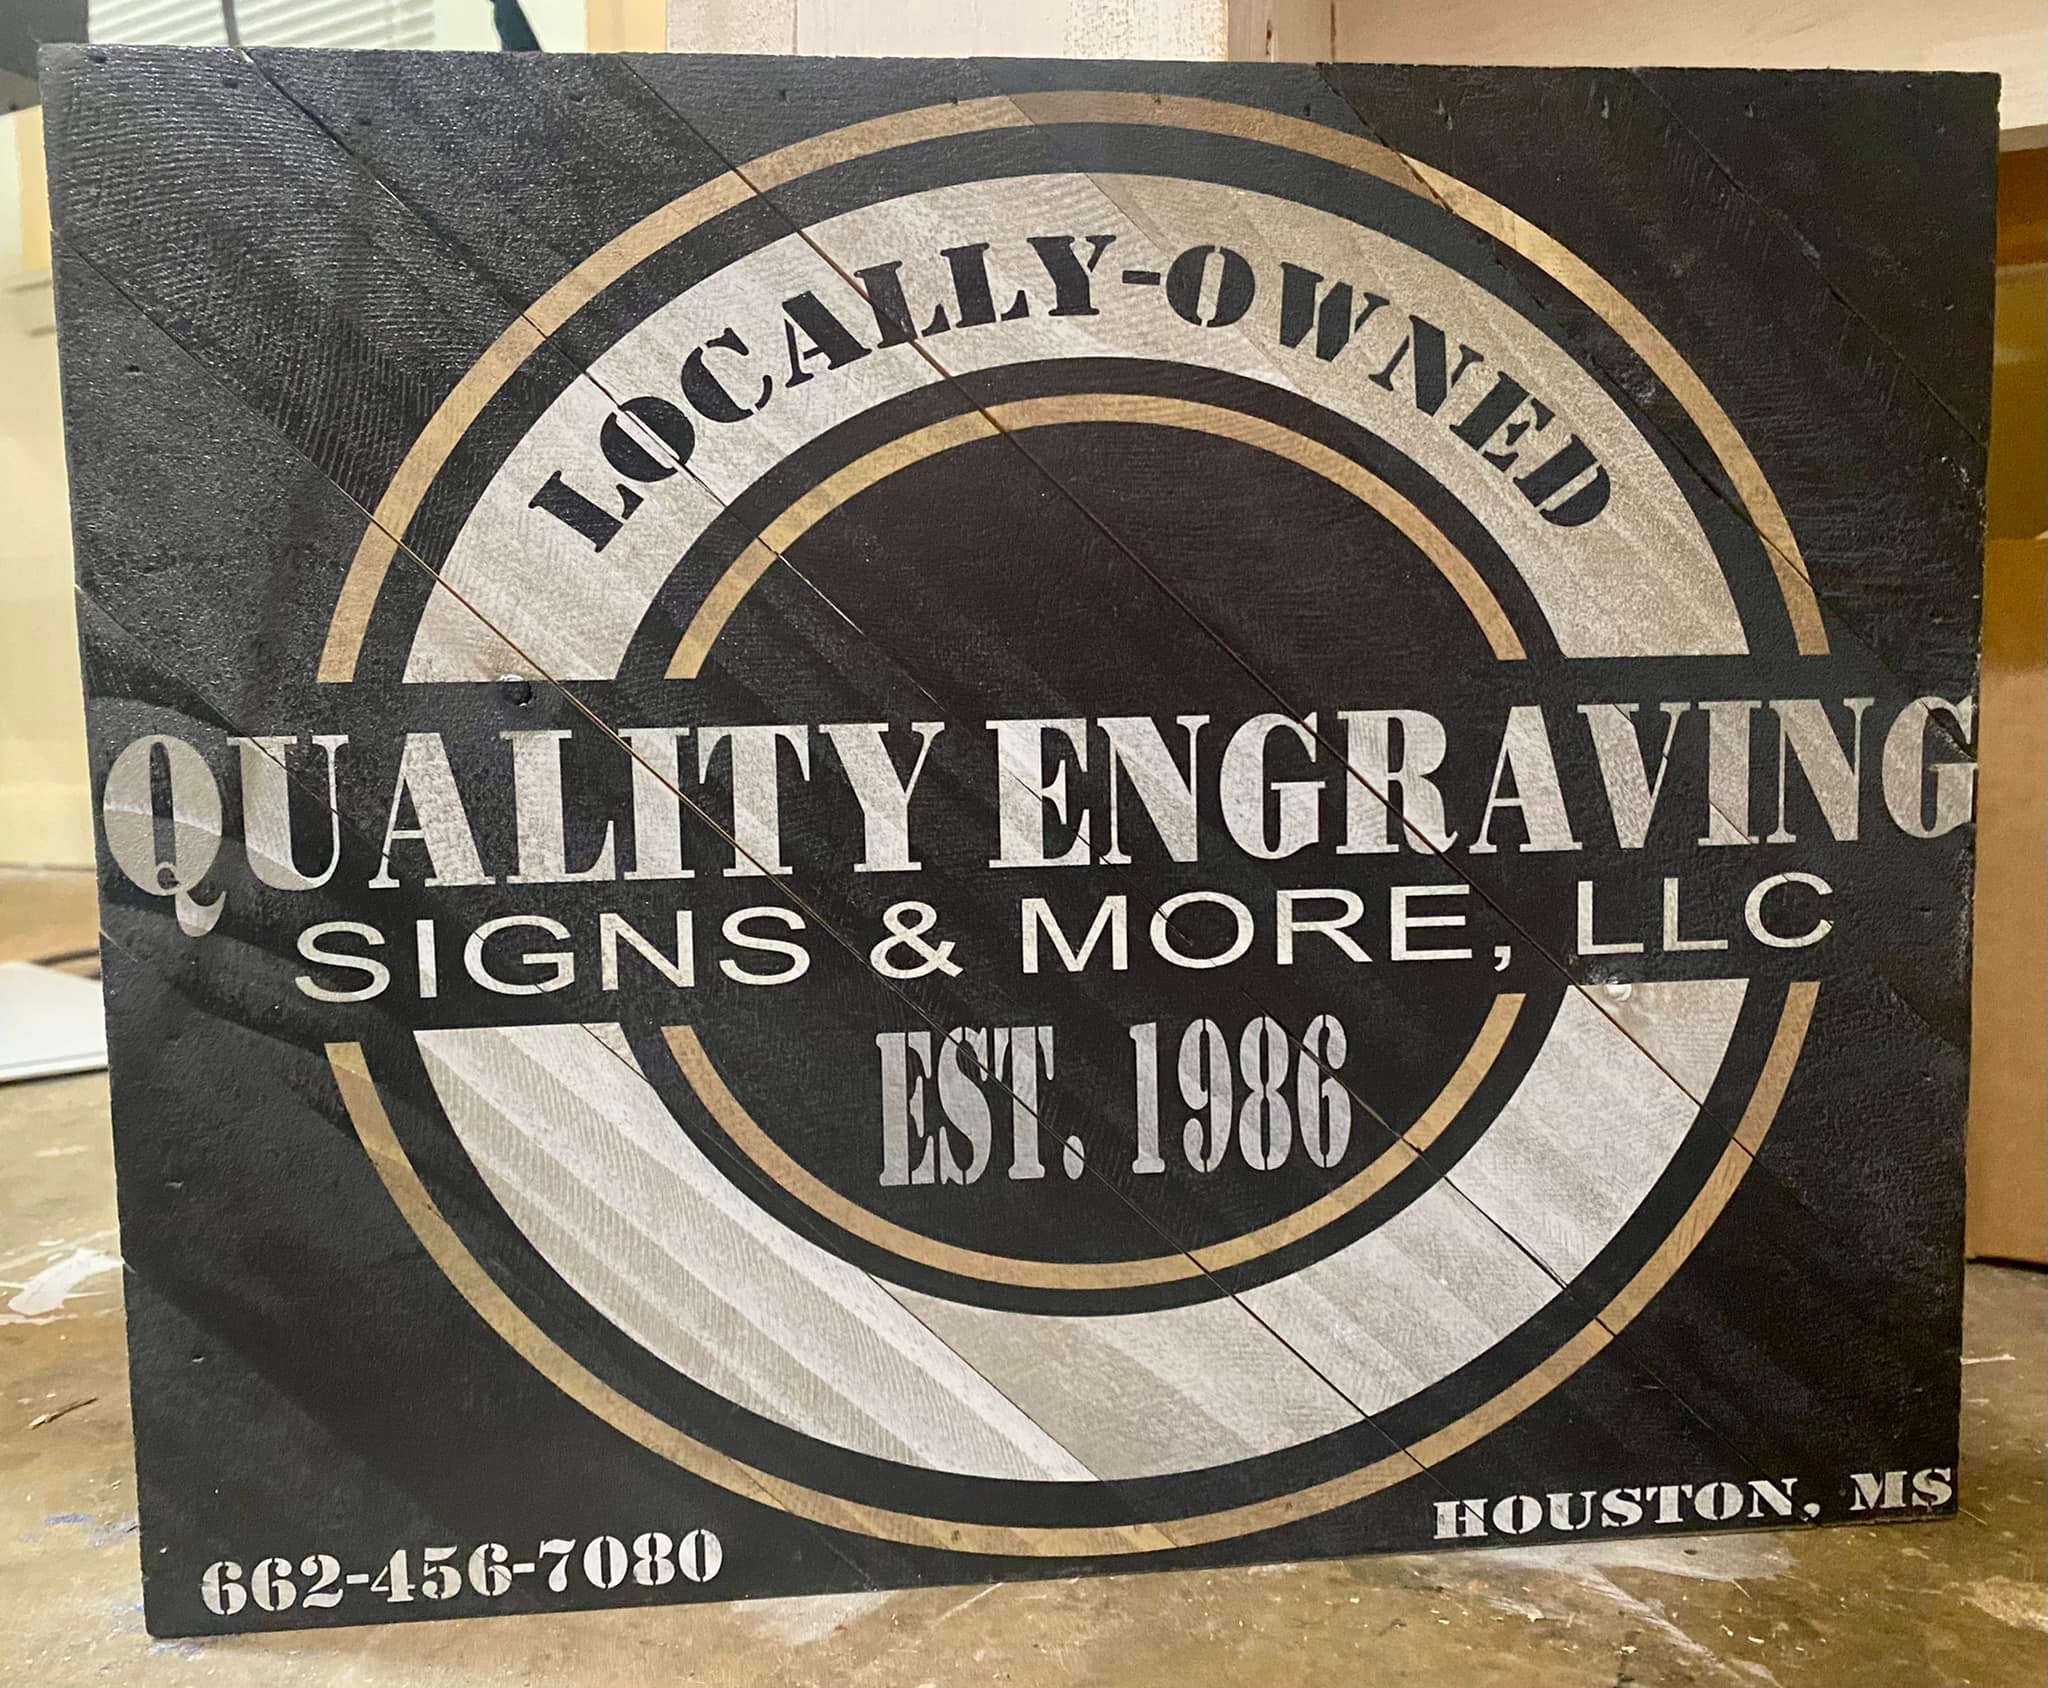 LOCALLY-OWNED
QUALITY ENGRAVING
SIGNS & MORE, LLC
EST. 1986
662-456-7080
HOUSTON, MS